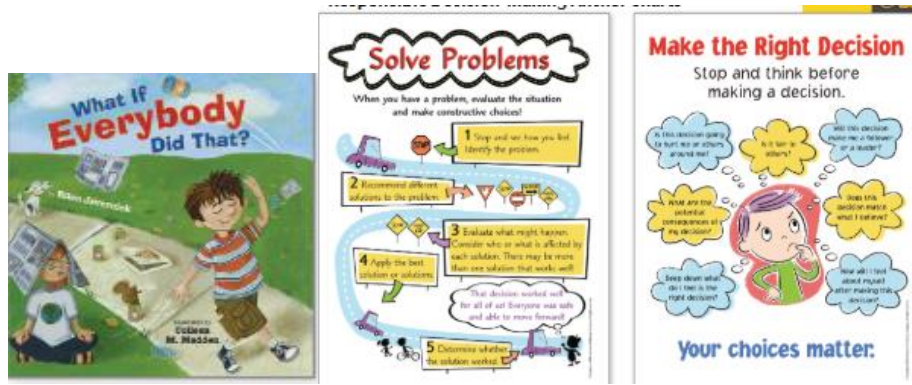 Responsible Decision-Making Anchor Charts
What If
Everybody
Did That?
Ellen Javernick
Colleen
M. Madden
Solve Problems
When you have a problem, evaluate the situation
and make constructive choices!
1 Stop and see how you feel.
Identify the problem.
STOP
2 Recommend different
solutions to the problem.
3 Evaluate what might happen.
Consider who or what is affected by
each solution. There may be more
than one solution that works well.
4 Apply the best
solution or solutions.
That decision worked well
for all of us! Everyone was safe
and able to move forward!
5 Determine whether
the solution worked.
Make the Right Decision
Stop and think before
making a decision.
Is this decision going
to hurt me or others
around me?
Is it fair to
others?
Will this decision
make me a follower
or a leader?
What are the
potential
consequences of
my decision?
Does this
decision match
what I believe?
Deep down what
do I feel is the
right decision?
How will I feel
about myself
after making this
decision?
Your choices matter.